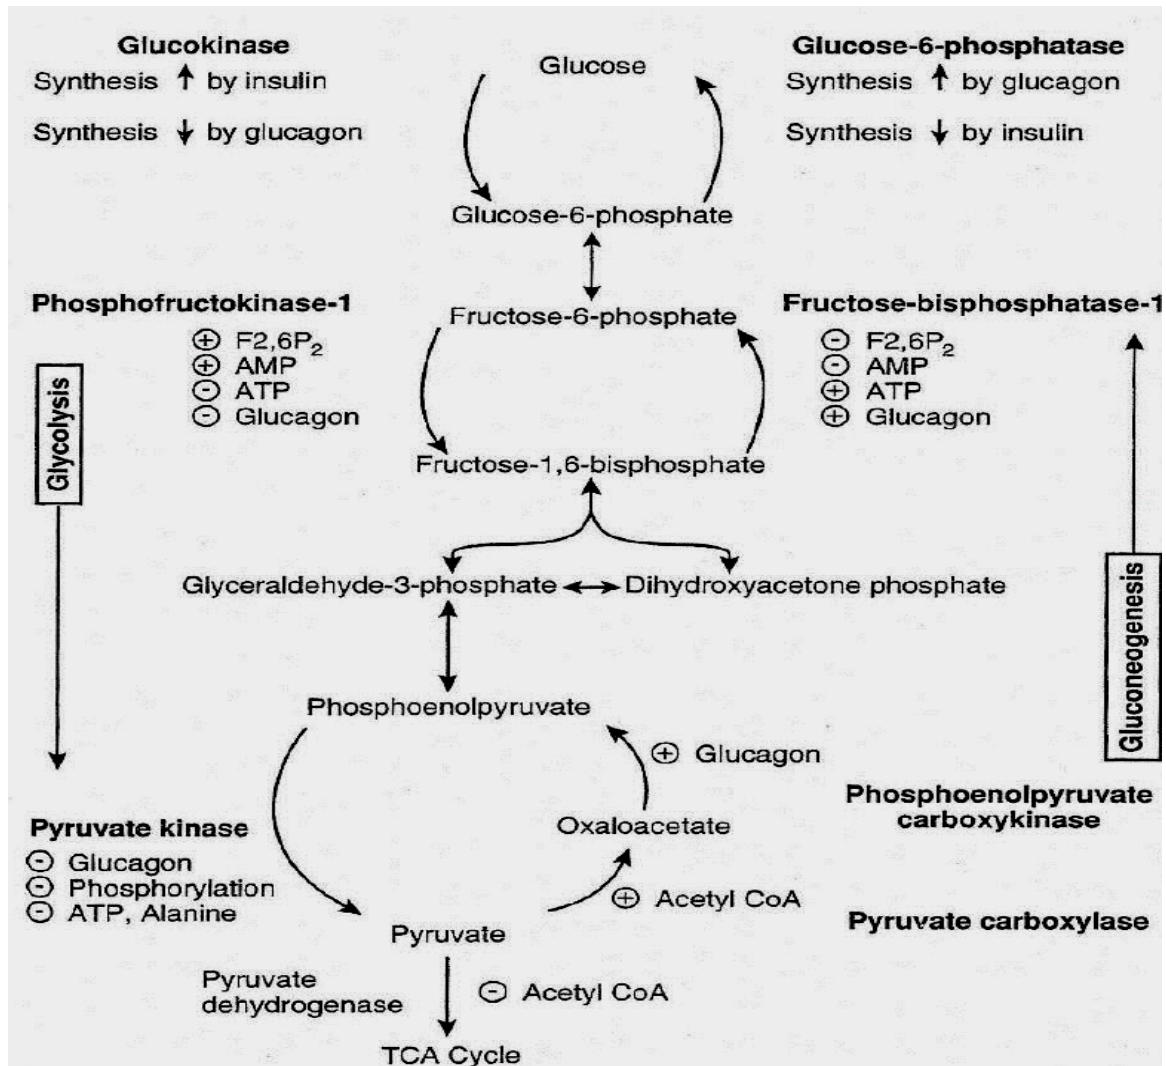 Glucokinase
Synthesis ↑ by insulin
Synthesis ↓ by glucagon
Glucose
Glucose-6-phosphatase
Synthesis ↑ by glucagon
Synthesis ↓ by insulin
Glucose-6-phosphate
Phosphofructokinase-1
⊕ F2,6P₂
⊕ AMP
⊖ ATP
⊖ Glucagon
Fructose-6-phosphate
Fructose-bisphosphatase-1
⊖ F2,6P₂
⊖ AMP
⊕ ATP
⊕ Glucagon
Glycolysis
Fructose-1,6-bisphosphate
Glyceraldehyde-3-phosphate
Dihydroxyacetone phosphate
Gluconeogenesis
Phosphoenolpyruvate
⊕ Glucagon
Phosphoenolpyruvate
carboxykinase
Pyruvate kinase
⊖ Glucagon
⊖ Phosphorylation
⊖ ATP, Alanine
Oxaloacetate
⊕ Acetyl CoA
Pyruvate carboxylase
Pyruvate
Pyruvate
dehydrogenase
⊖ Acetyl CoA
TCA Cycle